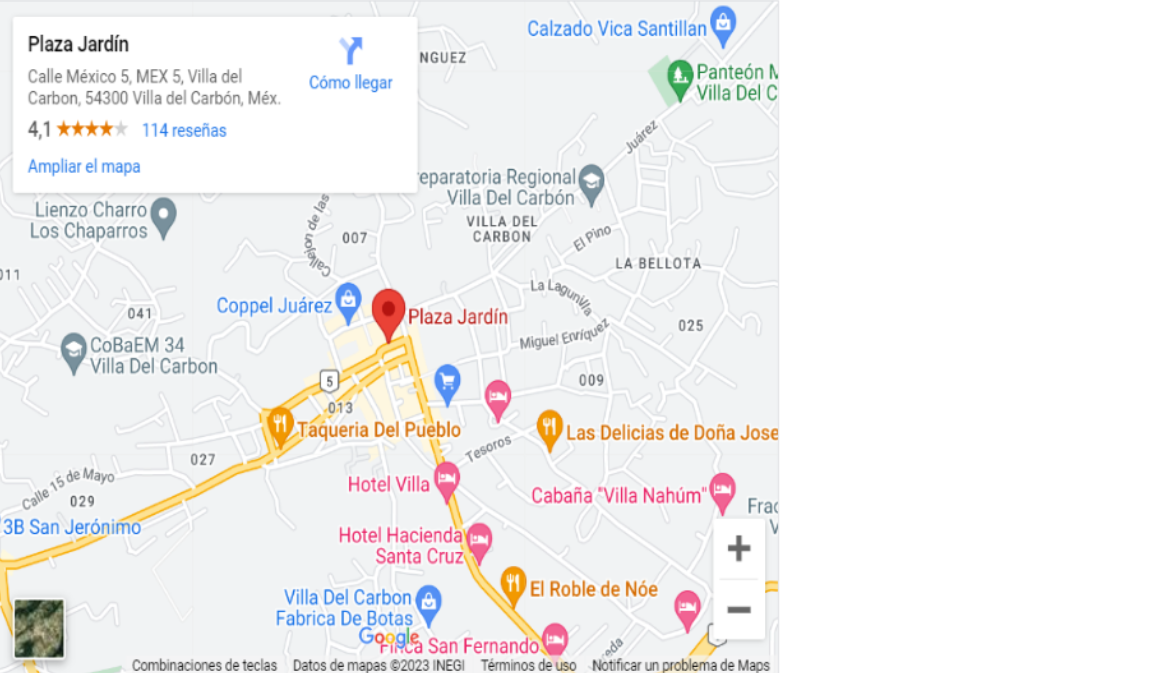 Plaza Jardín
Calle México 5, MEX 5, Villa del
Carbon, 54300 Villa del Carbón, Méx.
Cómo llegar
4,1
114 reseñas
Ampliar el mapa
NGUEZ
Calzado Vica Santillan
Panteón M
Villa Del C
Juárez
reparatoria Regional
Villa Del Carbón
Lienzo Charro
Los Chaparros
Callejon de las
007
VILLA DEL
CARBON
El Pino
LA BELLOTA
011
La Lagunilla
Coppel Juárez
041
Plaza Jardín
025
Miguel Enríquez
CoBaEM 34
Villa Del Carbon
5
009
013
Taqueria Del Pueblo
Las Delicias de Doña Jose
Tesoros
027
Calle 15 de Mayo
029
Hotel Villa
Cabaña "Villa Nahúm"
Frac
V
3B San Jerónimo
Hotel Hacienda
Santa Cruz
El Roble de Nóe
Villa Del Carbon
Fabrica De Botas
Google
Finca San Fernando
eda
Combinaciones de teclas
Datos de mapas ©2023 INEGI
Términos de uso
Notificar un problema de Maps